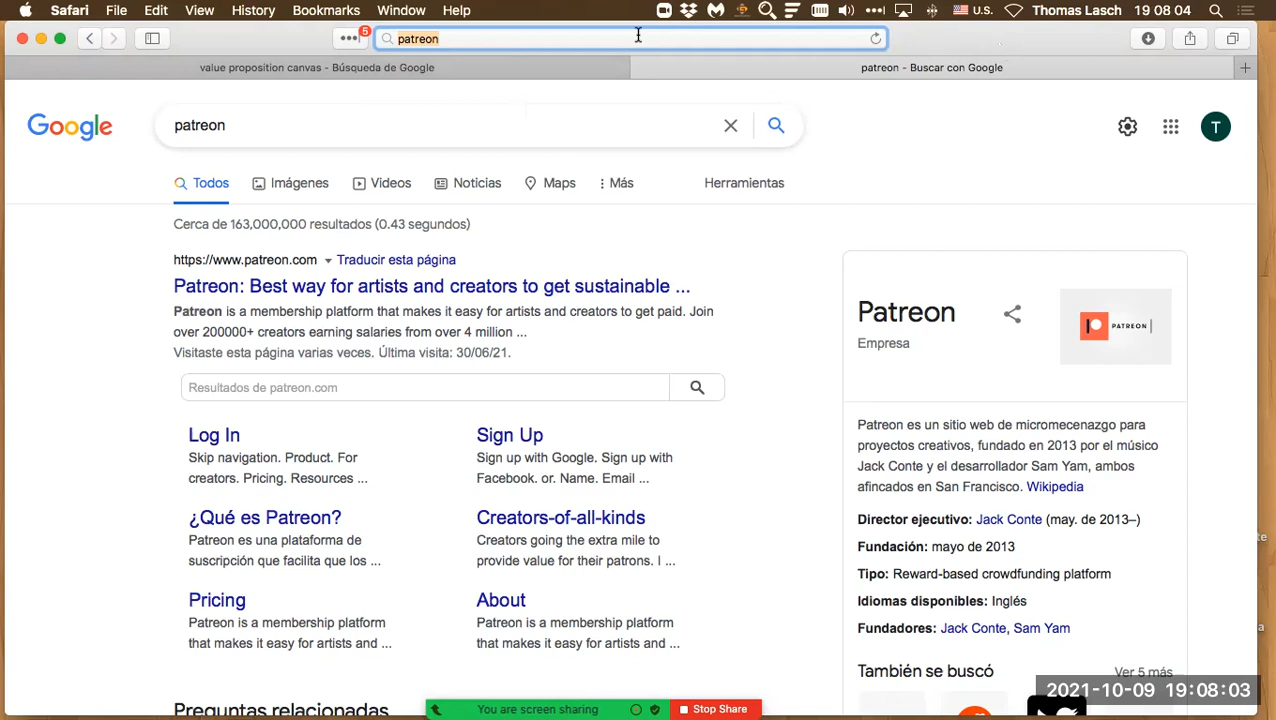 Safari File Edit View History Bookmarks Window Help U.S. Thomas Lasch 19 08 04
5
patreon
value proposition canvas - Búsqueda de Google patreon - Buscar con Google
Google patreon T
Todos Imágenes Videos Noticias Maps Más Herramientas
Cerca de 163,000,000 resultados (0.43 segundos)
https://www.patreon.com Traducir esta página
Patreon: Best way for artists and creators to get sustainable ...
Patreon is a membership platform that makes it easy for artists and creators to get paid. Join
over 200000+ creators earning salaries from over 4 million ...
Visitaste esta página varias veces. Última visita: 30/06/21.
Resultados de patreon.com
Log In
Skip navigation. Product. For
creators. Pricing. Resources ...
Sign Up
Sign up with Google. Sign up with
Facebook. or. Name. Email ...
¿Qué es Patreon?
Patreon es una plataforma de
suscripción que facilita que los ...
Creators-of-all-kinds
Creators going the extra mile to
provide value for their patrons. I ...
Pricing
Patreon is a membership platform
that makes it easy for artists and ...
About
Patreon is a membership platform
that makes it easy for artists and ...
Preguntas relacionadas
Patreon
Empresa
PATREON
Patreon es un sitio web de micromecenazgo para
proyectos creativos, fundado en 2013 por el músico
Jack Conte y el desarrollador Sam Yam, ambos
afincados en San Francisco. Wikipedia
Director ejecutivo: Jack Conte (may. de 2013–)
Fundación: mayo de 2013
Tipo: Reward-based crowdfunding platform
Idiomas disponibles: Inglés
Fundadores: Jack Conte, Sam Yam
También se buscó Ver 5 más
2021-10-09 19:08:03
You are screen sharing Stop Share